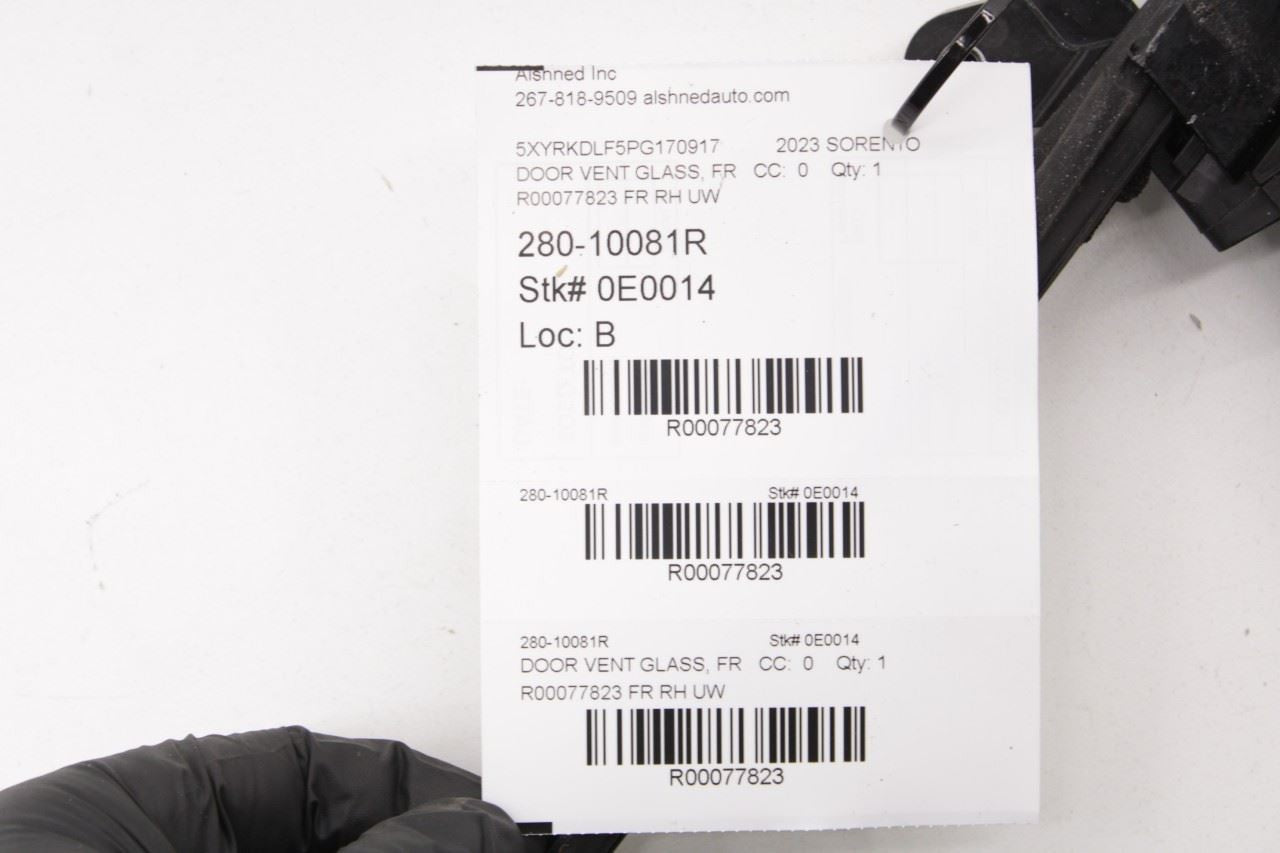 Alshned Inc
267-818-9509 alshnedauto.com
5XYRKDLF5PG170917 2023 SORENTO
DOOR VENT GLASS, FR CC: 0 Qty: 1
R00077823 FR RH UW
280-10081R
Stk# 0E0014
Loc: B
R00077823
280-10081R Stk# 0E0014
R00077823
280-10081R Stk# 0E0014
DOOR VENT GLASS, FR CC: 0 Qty: 1
R00077823 FR RH UW
R00077823